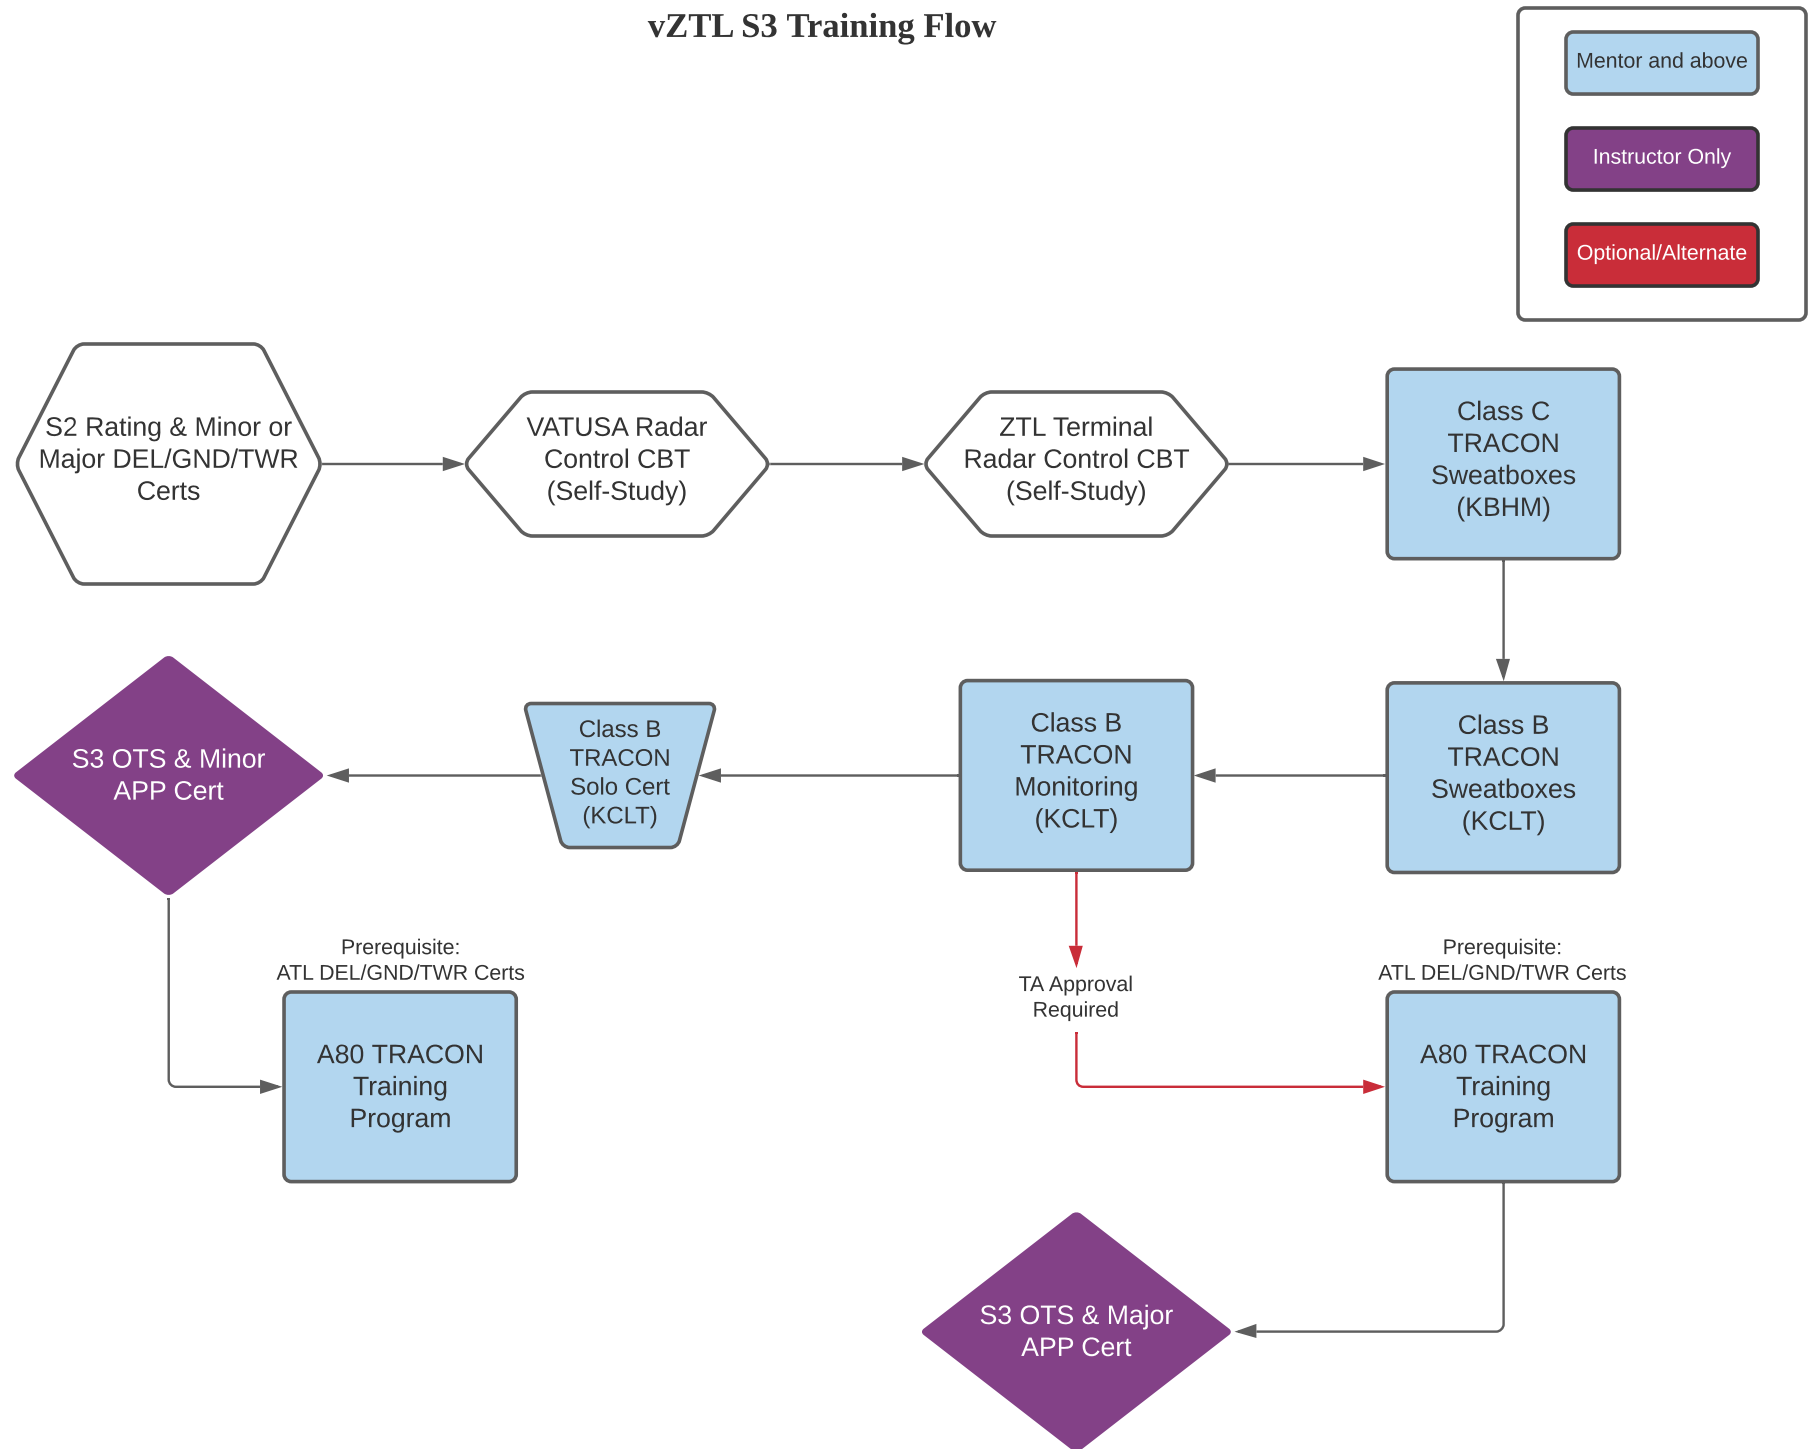 vZTL S3 Training Flow
Mentor and above
Instructor Only
Optional/Alternate
S2 Rating & Minor or
Major DEL/GND/TWR
Certs
VATUSA Radar
Control CBT
(Self-Study)
ZTL Terminal
Radar Control CBT
(Self-Study)
Class C
TRACON
Sweatboxes
(KBHM)
Class B
TRACON
Sweatboxes
(KCLT)
Class B
TRACON
Monitoring
(KCLT)
Class B
TRACON
Solo Cert
(KCLT)
S3 OTS & Minor
APP Cert
Prerequisite:
ATL DEL/GND/TWR Certs
A80 TRACON
Training
Program
TA Approval
Required
Prerequisite:
ATL DEL/GND/TWR Certs
A80 TRACON
Training
Program
S3 OTS & Major
APP Cert